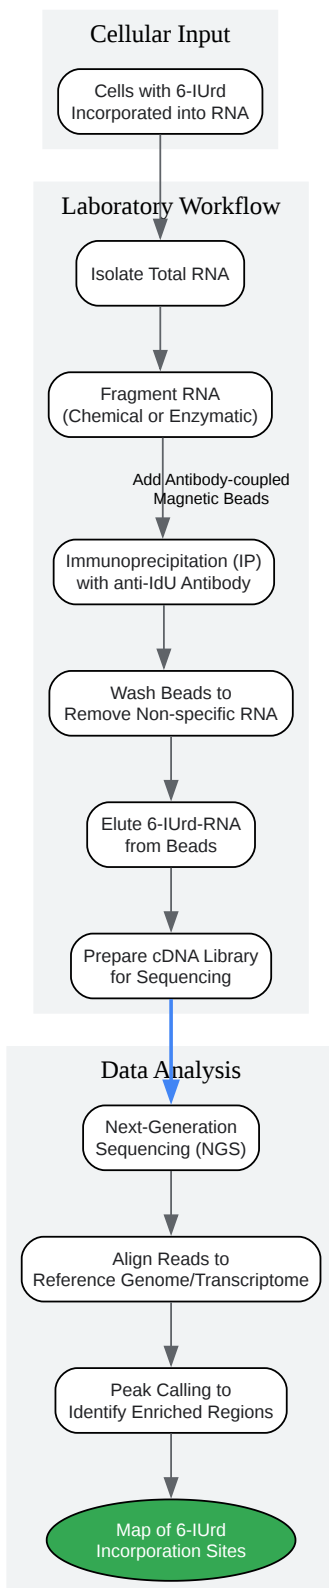 Cellular Input
Cells with 6-IUrd
Incorporated into RNA
Laboratory Workflow
Isolate Total RNA
Fragment RNA
(Chemical or Enzymatic)
Add Antibody-coupled
Magnetic Beads
Immunoprecipitation (IP)
with anti-IdU Antibody
Wash Beads to
Remove Non-specific RNA
Elute 6-IUrd-RNA
from Beads
Prepare cDNA Library
for Sequencing
Data Analysis
Next-Generation
Sequencing (NGS)
Align Reads to
Reference Genome/Transcriptome
Peak Calling to
Identify Enriched Regions
Map of 6-IUrd
Incorporation Sites